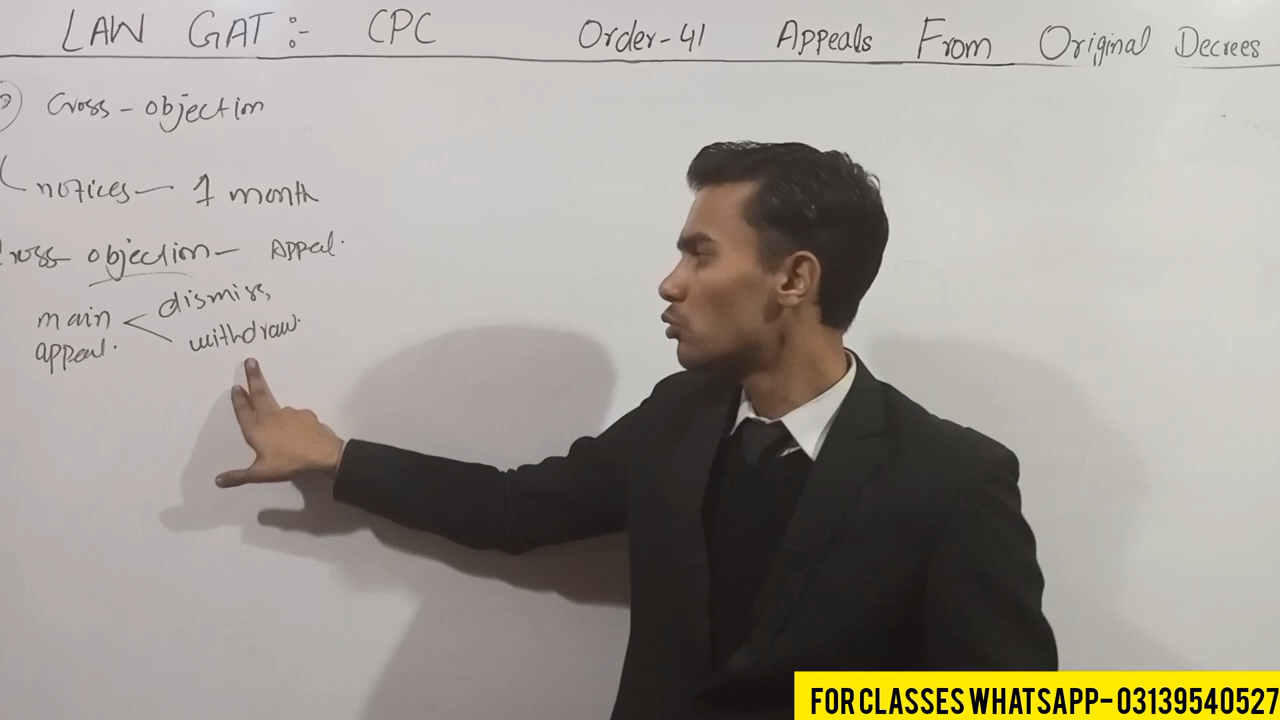 LAW GAT:- CPC Order-41 Appeals From Original Decrees
Cross-objection
notices— 1 month
Cross objection— Appeal.
main appeal.
dismiss,
withdraw.
FOR CLASSES WHATSAPP- 03139540527